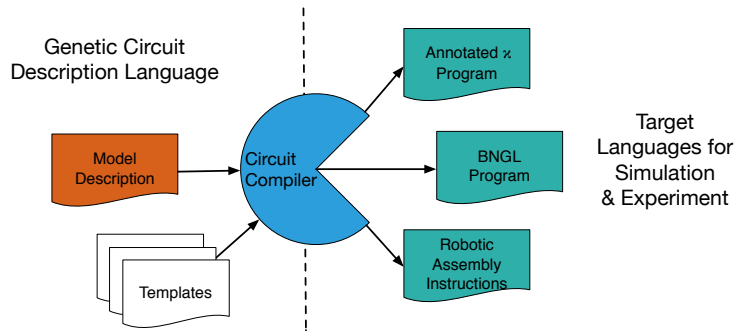 Genetic Circuit
Description Language
Model
Description
Templates
Circuit
Compiler
Annotated ϰ
Program
BNGL
Program
Robotic
Assembly
Instructions
Target
Languages for
Simulation
& Experiment